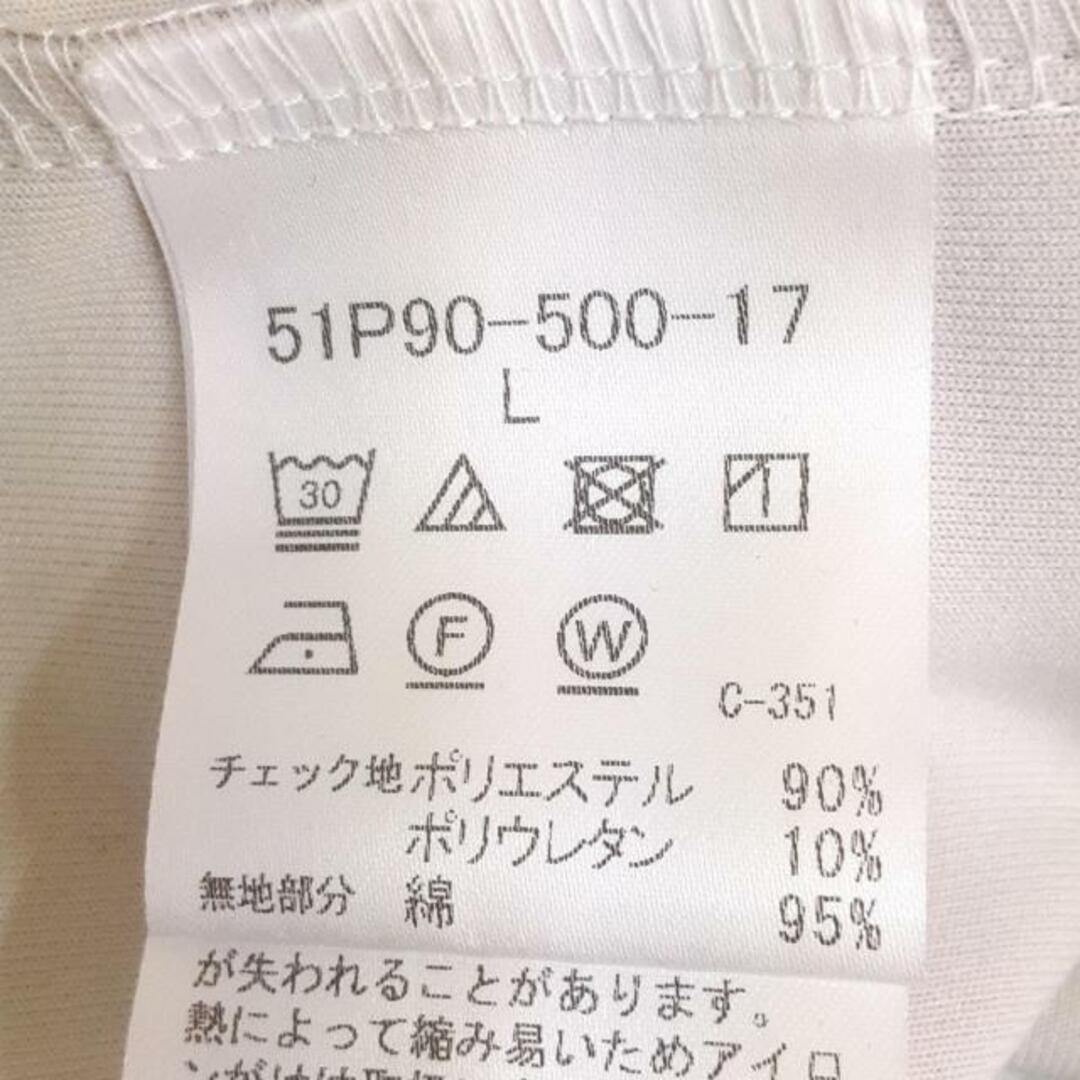 51P90-500-17
L
30
F W
C-351
チェック地 ポリエステル 90%
ポリウレタン 10%
無地部分 綿 95%
が失われることがあります。
熱によって縮み易いためアイロ